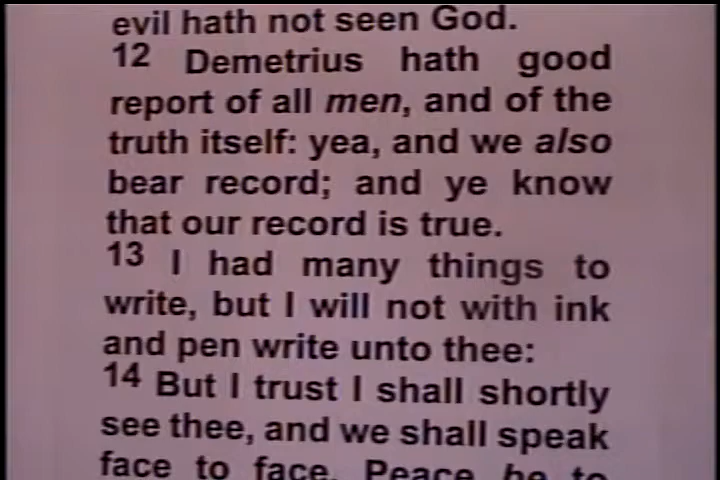 evil hath not seen God.
12 Demetrius hath good
report of all men, and of the
truth itself: yea, and we also
bear record; and ye know
that our record is true.
13 I had many things to
write, but I will not with ink
and pen write unto thee:
14 But I trust I shall shortly
see thee, and we shall speak
face to face. Peace be to